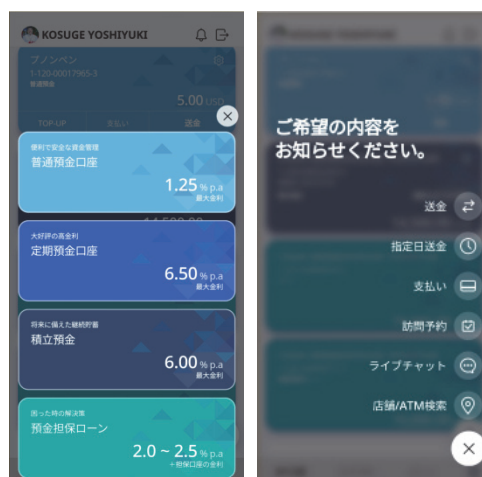 KOSUGE YOSHIYUKI
プノンペン
1-120-00017965-3
普通預金
5.00 USD
TOP-UP 支払い 送金
便利で安全な資金管理
普通預金口座
1.25 % p.a
最大金利
大好評の高金利
定期預金口座
6.50 % p.a
最大金利
将来に備えた継続貯蓄
積立預金
6.00 % p.a
最大金利
困った時の解決策
預金担保ローン
2.0 ~ 2.5 % p.a
+担保口座の金利
ご希望の内容を
お知らせください。
送金
指定日送金
支払い
訪問予約
ライブチャット
店舗/ATM検索